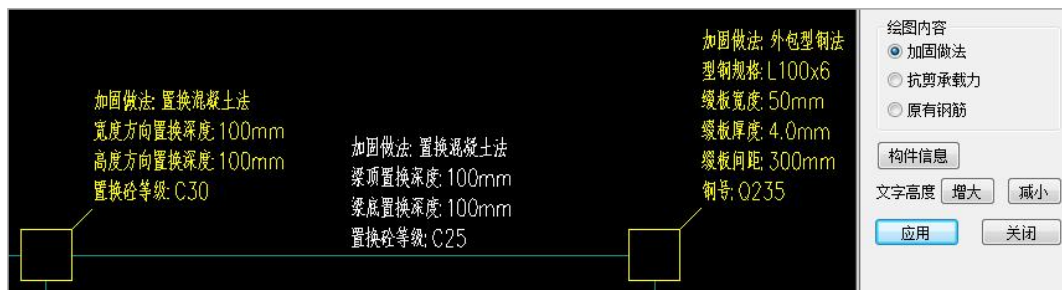 加固做法: 置换混凝土法
宽度方向置换深度: 100mm
高度方向置换深度: 100mm
置换砼等级: C30
加固做法: 置换混凝土法
梁顶置换深度: 100mm
梁底置换深度: 100mm
置换砼等级: C25
加固做法: 外包型钢法
型钢规格: L100x6
缀板宽度: 50mm
缀板厚度: 4.0mm
缀板间距: 300mm
钢号: Q235
绘图内容
加固做法
抗剪承载力
原有钢筋
构件信息
文字高度 增大 减小
应用 关闭